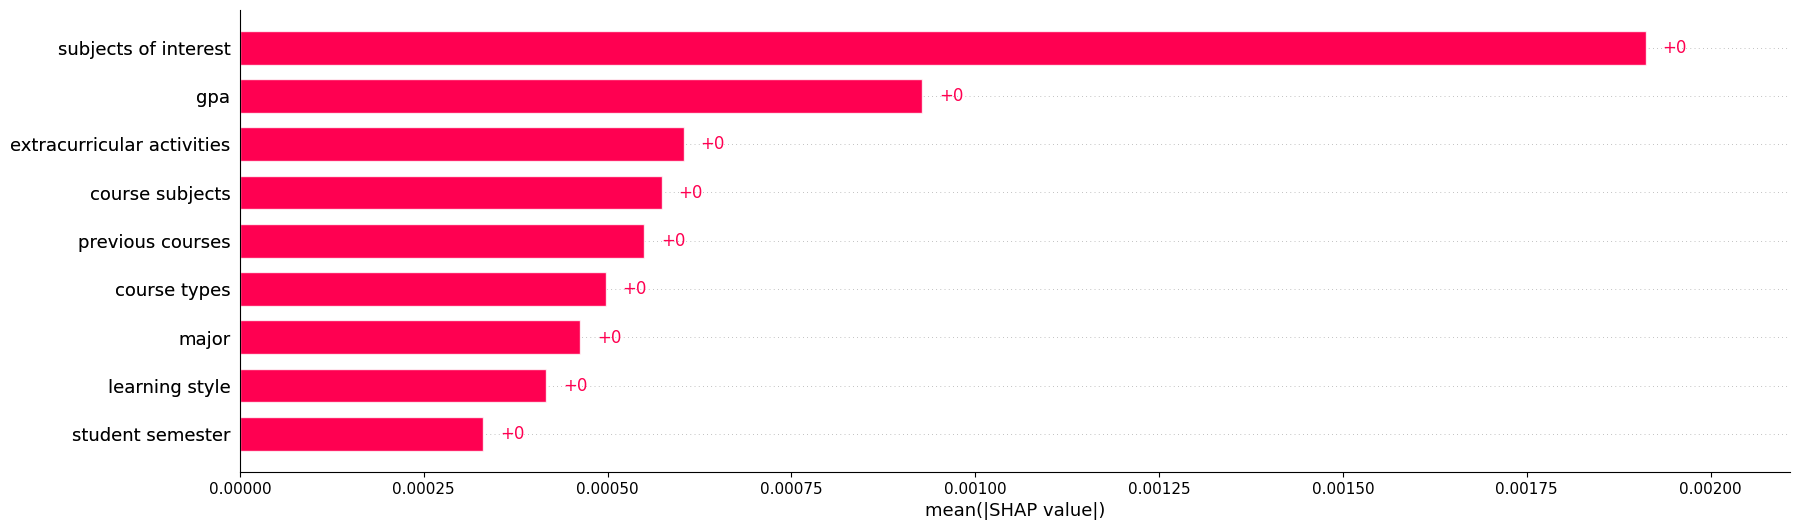 subjects of interest +0
gpa +0
extracurricular activities +0
course subjects +0
previous courses +0
course types +0
major +0
learning style +0
student semester +0
0.00000 0.00025 0.00050 0.00075 0.00100 0.00125 0.00150 0.00175 0.00200
mean(|SHAP value|)